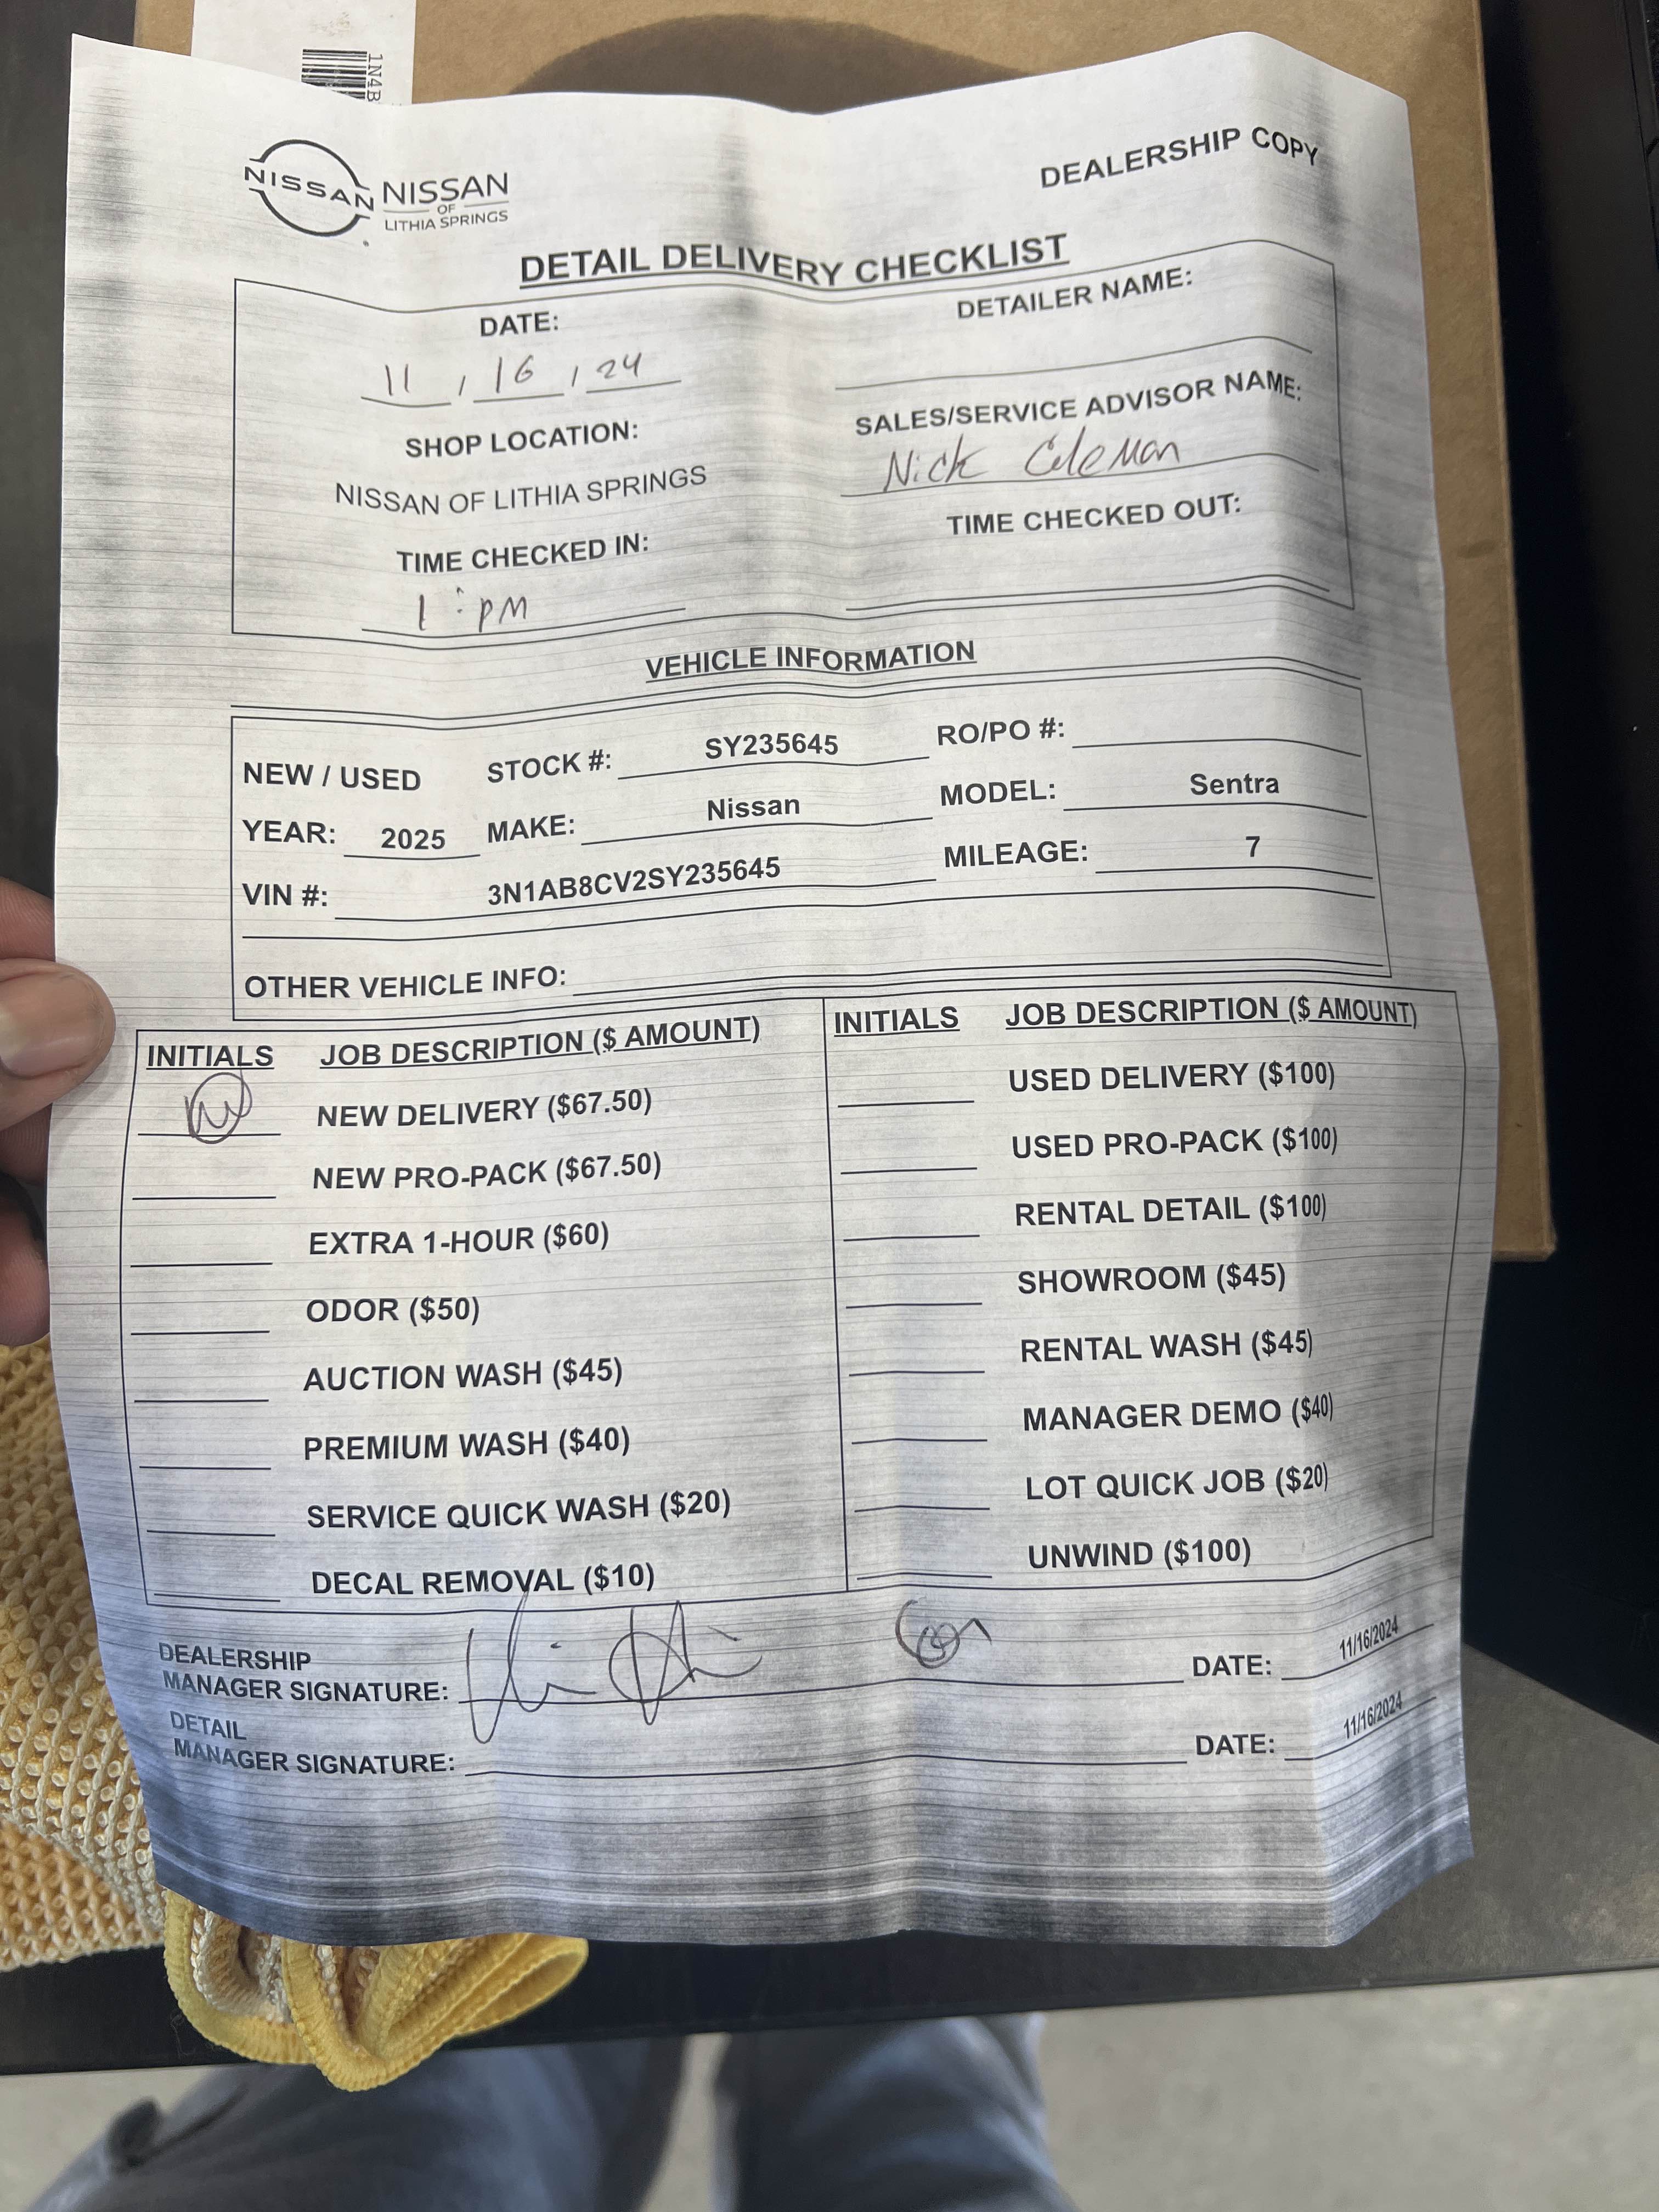 1N4B
NISSAN
NISSAN
OF
LITHIA SPRINGS
DEALERSHIP COPY
DETAIL DELIVERY CHECKLIST
DATE:
DETAILER NAME:
11 / 16 / 24
SHOP LOCATION:
SALES/SERVICE ADVISOR NAME:
NISSAN OF LITHIA SPRINGS
Nick Coleman
TIME CHECKED IN:
TIME CHECKED OUT:
1 : PM
VEHICLE INFORMATION
NEW / USED STOCK #: SY235645 RO/PO #:
YEAR: 2025 MAKE: Nissan MODEL: Sentra
VIN #: 3N1AB8CV2SY235645 MILEAGE: 7
OTHER VEHICLE INFO:
INITIALS JOB DESCRIPTION ($ AMOUNT)
NEW DELIVERY ($67.50)
NEW PRO-PACK ($67.50)
EXTRA 1-HOUR ($60)
ODOR ($50)
AUCTION WASH ($45)
PREMIUM WASH ($40)
SERVICE QUICK WASH ($20)
DECAL REMOVAL ($10)
INITIALS JOB DESCRIPTION ($ AMOUNT)
USED DELIVERY ($100)
USED PRO-PACK ($100)
RENTAL DETAIL ($100)
SHOWROOM ($45)
RENTAL WASH ($45)
MANAGER DEMO ($40)
LOT QUICK JOB ($20)
UNWIND ($100)
DEALERSHIP
MANAGER SIGNATURE: DATE: 11/16/2024
DETAIL
MANAGER SIGNATURE: DATE: 11/16/2024